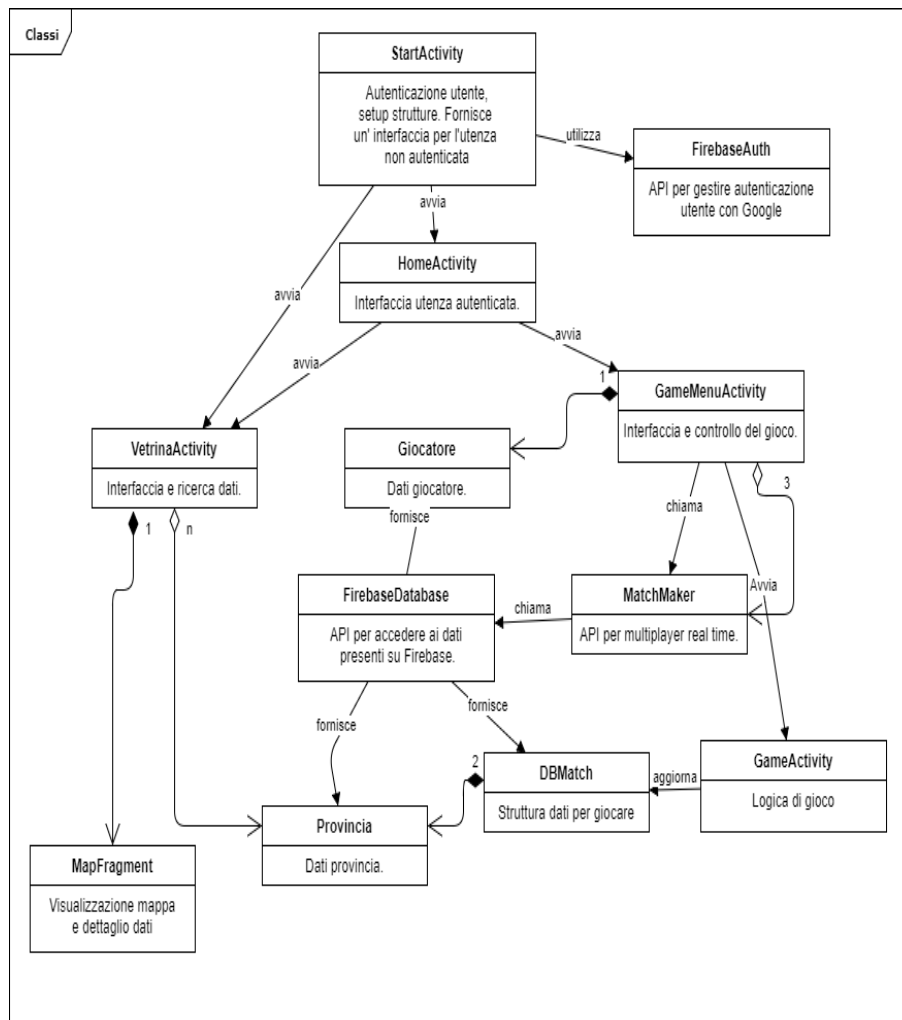 Classi
StartActivity
Autenticazione utente,
setup strutture. Fornisce
un' interfaccia per l'utenza
non autenticata
utilizza
FirebaseAuth
API per gestire autenticazione
utente con Google
avvia
HomeActivity
Interfaccia utenza autenticata.
avvia
avvia
avvia
1
GameMenuActivity
Interfaccia e controllo del gioco.
VetrinaActivity
Interfaccia e ricerca dati.
Giocatore
Dati giocatore.
1
n
3
fornisce
chiama
FirebaseDatabase
API per accedere ai dati
presenti su Firebase.
chiama
MatchMaker
API per multiplayer real time.
Avvia
fornisce
fornisce
2
DBMatch
Struttura dati per giocare
aggiorna
GameActivity
Logica di gioco
Provincia
Dati provincia.
MapFragment
Visualizzazione mappa
e dettaglio dati